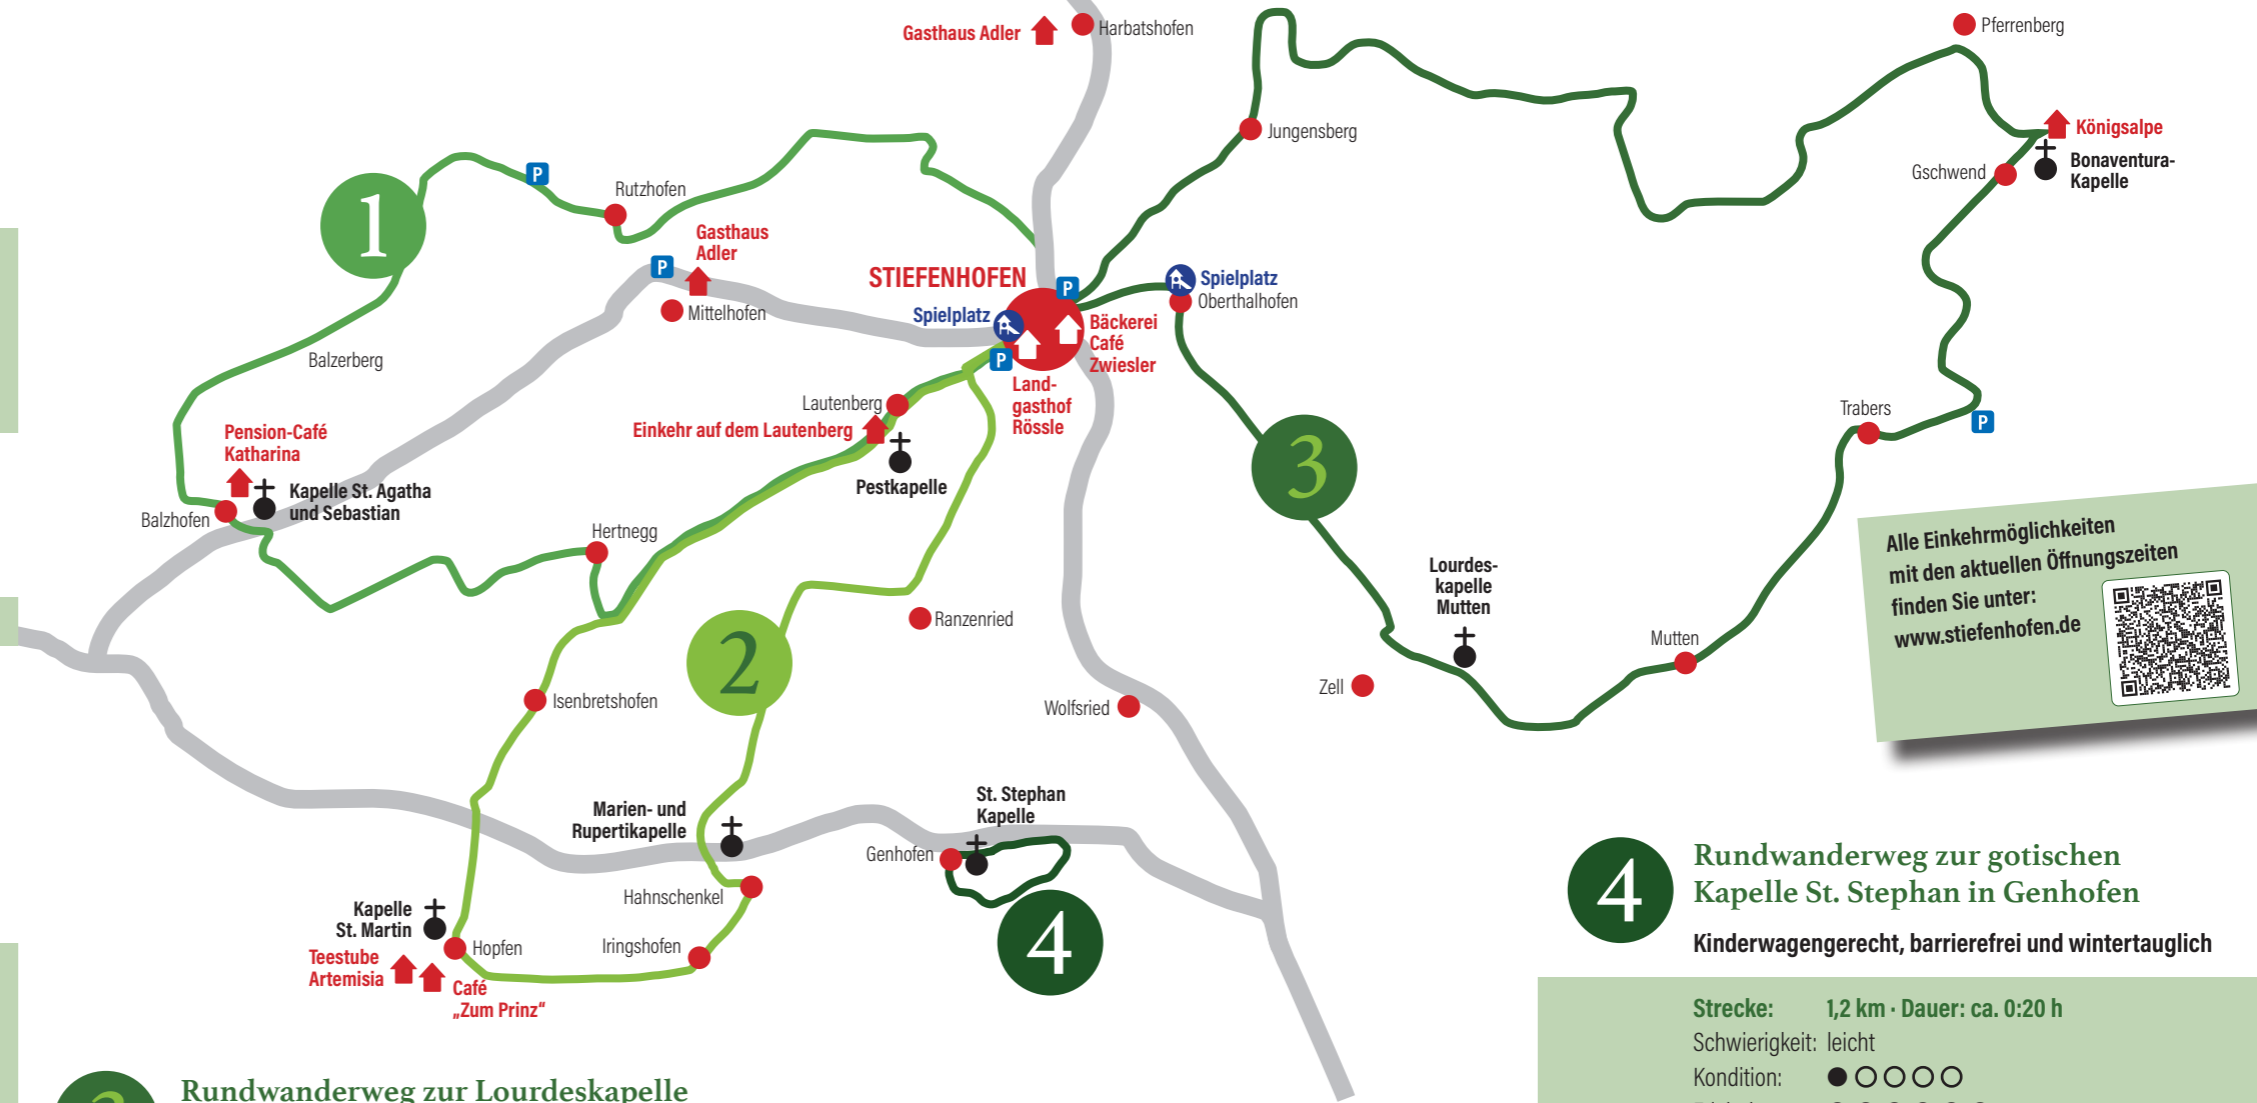 Gasthaus Adler
Harbatshofen
Pferrenberg
Jungensberg
Königsalpe
Bonaventura-
Kapelle
Gschwend
P
Rutzhofen
1
Gasthaus
Adler
P
Mittelhofen
STIEFENHOFEN
P
Spielplatz
Oberthalhofen
Spielplatz
P
Bäckerei
Café
Zwiesler
Land-
gasthof
Rössle
Balzerberg
Lautenberg
Einkehr auf dem Lautenberg
Pestkapelle
Pension-Café
Katharina
Kapelle St. Agatha
und Sebastian
Balzhofen
Hertnegg
3
Trabers
P
Lourdes-
kapelle
Mutten
Mutten
Zell
Alle Einkehrmöglichkeiten
mit den aktuellen Öffnungszeiten
finden Sie unter:
www.stiefenhofen.de
Ranzenried
2
Isenbretshofen
Wolfsried
Marien- und
Rupertikapelle
St. Stephan
Kapelle
Genhofen
Hahnschenkel
4
Kapelle
St. Martin
Hopfen
Iringshofen
Teestube
Artemisia
Café
„Zum Prinz“
4
Rundwanderweg zur gotischen
Kapelle St. Stephan in Genhofen
Kinderwagengerecht, barrierefrei und wintertauglich
Strecke: 1,2 km · Dauer: ca. 0:20 h
Schwierigkeit: leicht
Kondition:
Rundwanderweg zur Lourdeskapelle